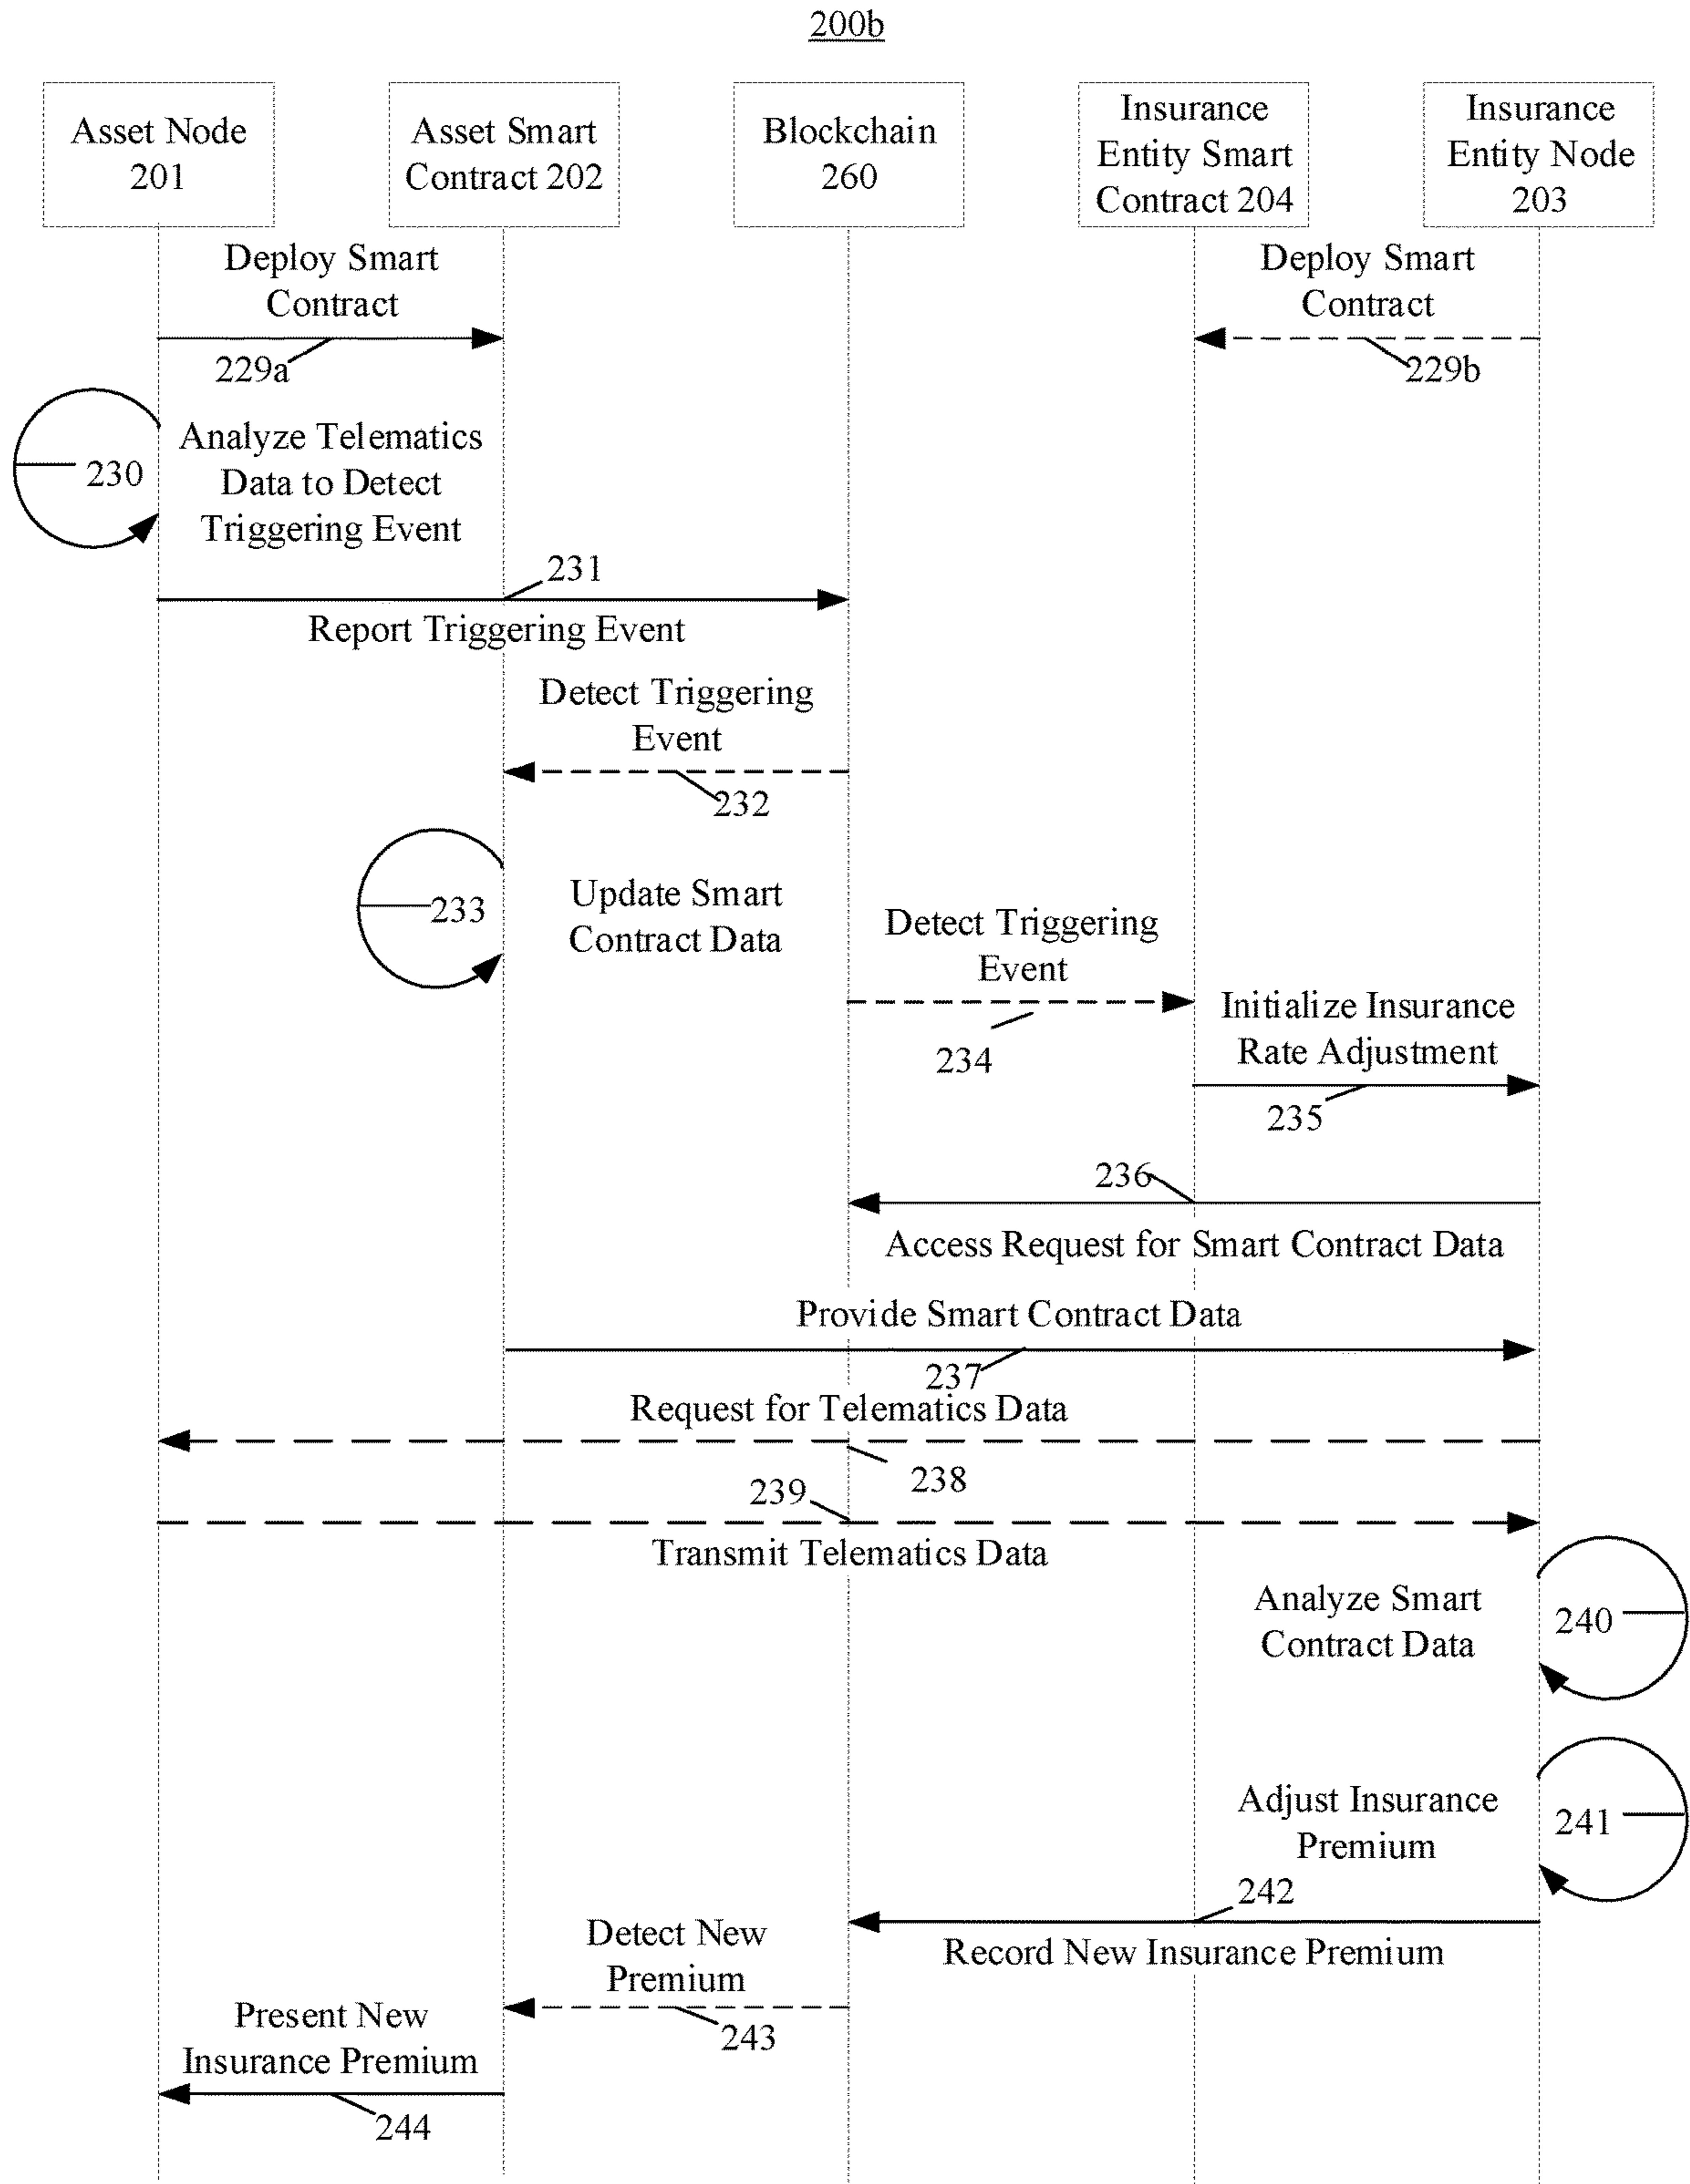 200b
Asset Node
201
Asset Smart
Contract 202
Blockchain
260
Insurance
Entity Smart
Contract 204
Insurance
Entity Node
203
Deploy Smart
Contract
229a
Deploy Smart
Contract
229b
230
Analyze Telematics
Data to Detect
Triggering Event
231
Report Triggering Event
Detect Triggering
Event
232
233
Update Smart
Contract Data
Detect Triggering
Event
234
Initialize Insurance
Rate Adjustment
235
236
Access Request for Smart Contract Data
Provide Smart Contract Data
237
Request for Telematics Data
238
239
Transmit Telematics Data
Analyze Smart
Contract Data
240
Adjust Insurance
Premium
241
242
Record New Insurance Premium
Detect New
Premium
243
Present New
Insurance Premium
244